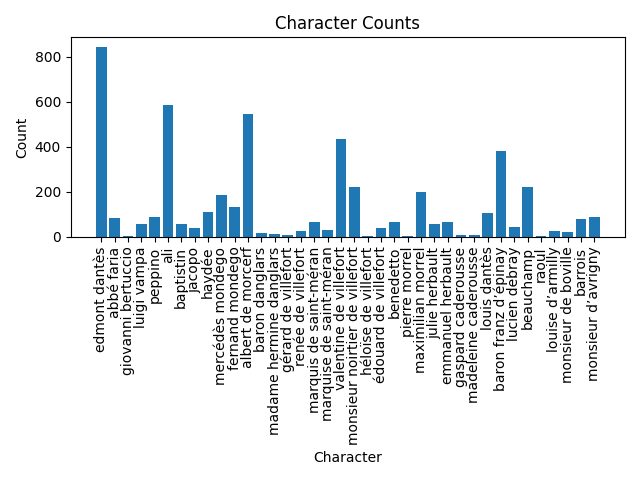 Character Counts
800
600
400
200
0
Count
edmont dantès
abbé faria
giovanni bertuccio
luigi vampa
peppino
ali
baptistin
jacopo
haydée
mercédès mondego
fernand mondego
albert de morcerf
baron danglars
madame hermine danglars
gérard de villefort
renée de villefort
marquis de saint-méran
marquise de saint-méran
valentine de villefort
monsieur noirtier de villefort
héloïse de villefort
édouard de villefort
benedetto
pierre morrel
maximilian morrel
julie herbault
emmanuel herbault
gaspard caderousse
madeleine caderousse
louis dantès
baron franz d’épinay
lucien debray
beauchamp
raoul
louise d’armilly
monsieur de boville
barrois
monsieur d’avrigny
Character